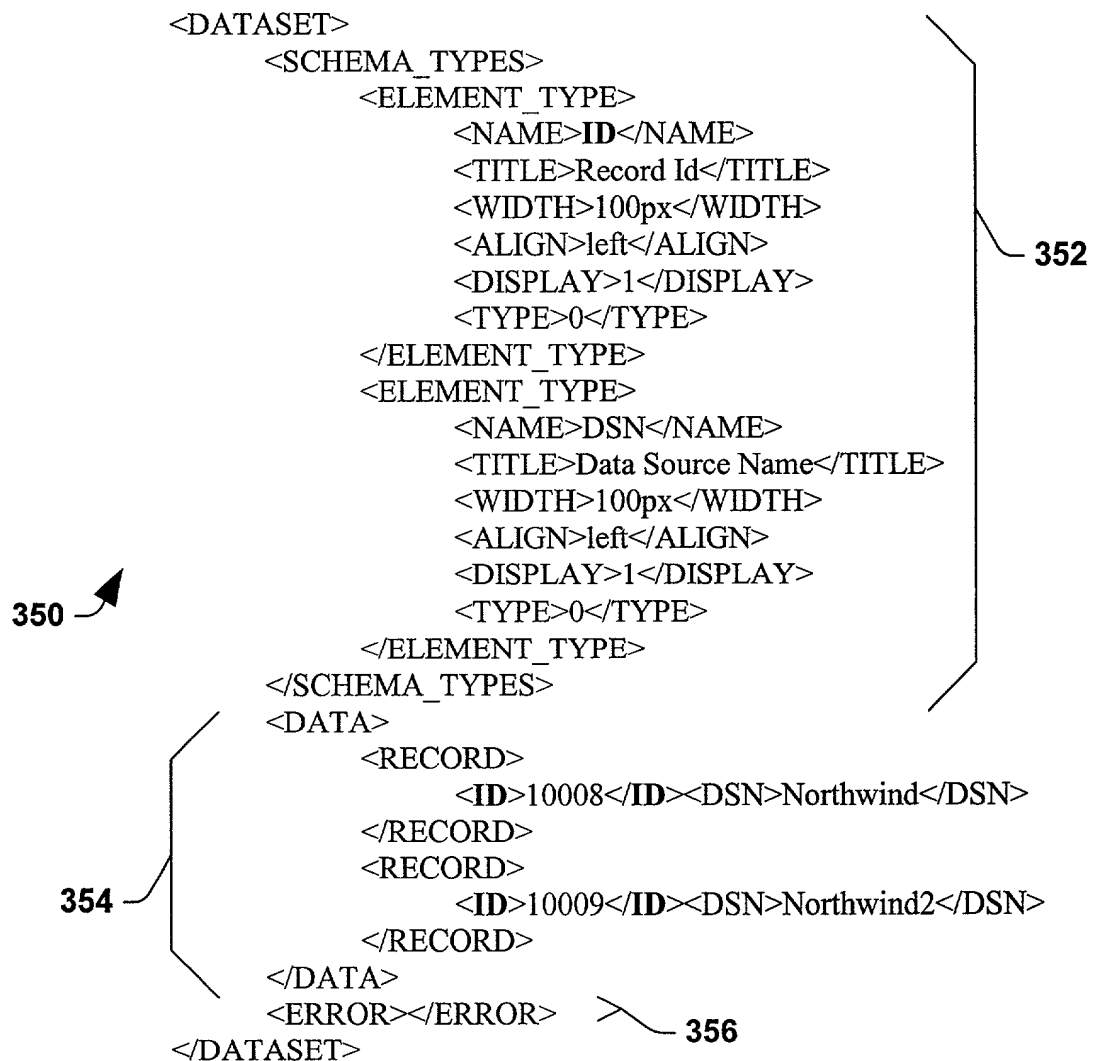 <DATASET>
<SCHEMA_TYPES>
<ELEMENT_TYPE>
<NAME>ID</NAME>
<TITLE>Record Id</TITLE>
<WIDTH>100px</WIDTH>
<ALIGN>left</ALIGN>
352
<DISPLAY>1</DISPLAY>
<TYPE>0</TYPE>
</ELEMENT_TYPE>
<ELEMENT_TYPE>
<NAME>DSN</NAME>
<TITLE>Data Source Name</TITLE>
<WIDTH>100px</WIDTH>
<ALIGN>left</ALIGN>
<DISPLAY>1</DISPLAY>
350
<TYPE>0</TYPE>
</ELEMENT_TYPE>
</SCHEMA_TYPES>
<DATA>
<RECORD>
<ID>10008</ID><DSN>Northwind</DSN>
</RECORD>
<RECORD>
354
<ID>10009</ID><DSN>Northwind2</DSN>
</RECORD>
</DATA>
<ERROR></ERROR>
356
</DATASET>